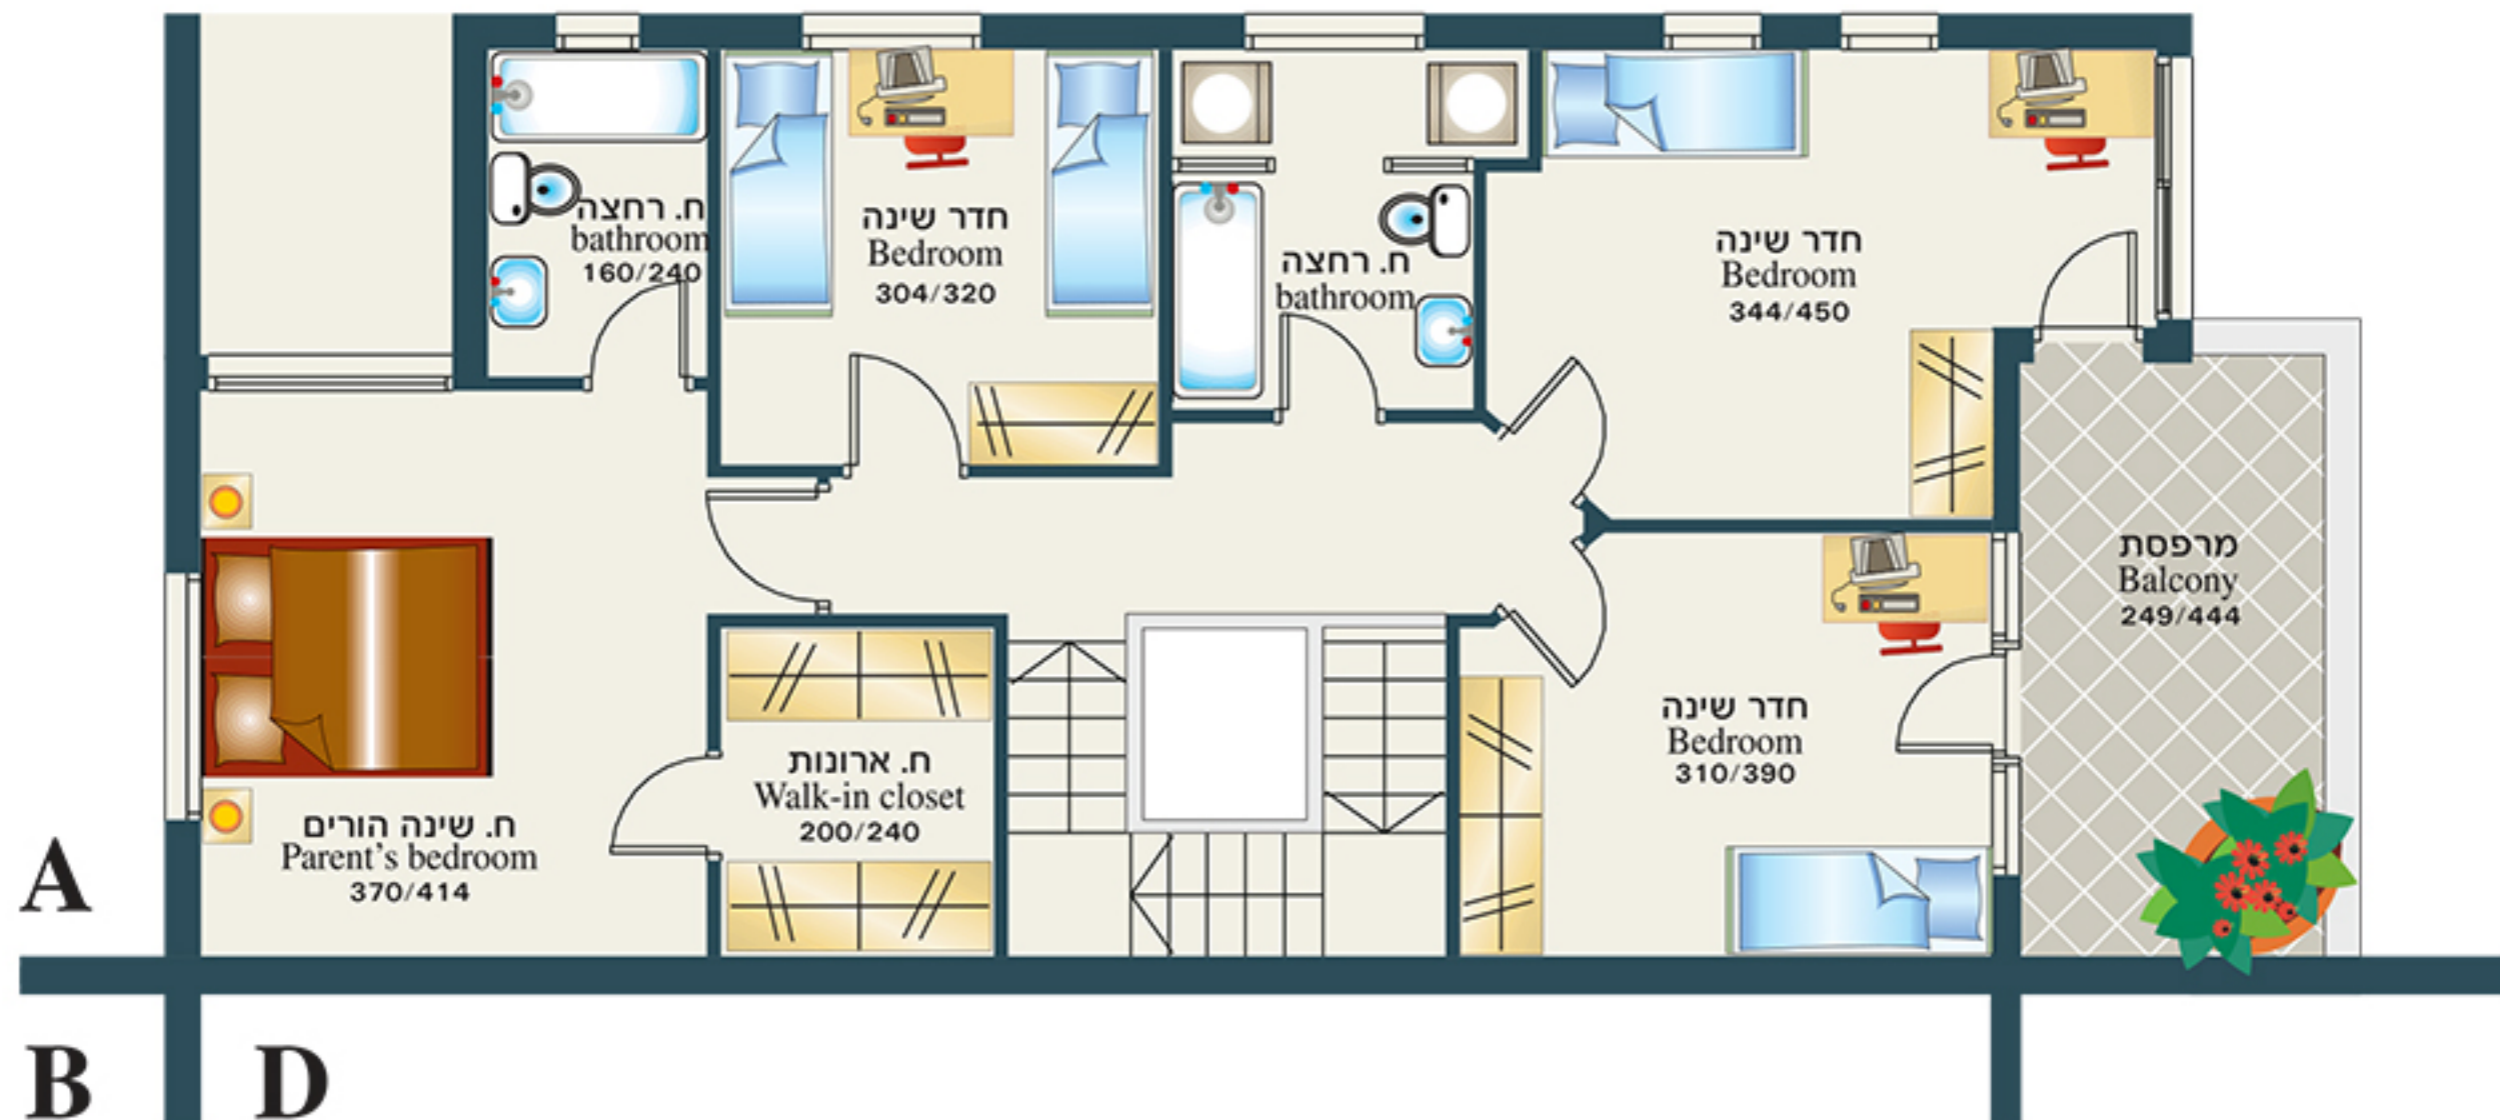 ח. רחצה
bathroom
160/240
חדר שינה
Bedroom
304/320
ח. רחצה
bathroom
חדר שינה
Bedroom
344/450
מרפסת
Balcony
249/444
חדר שינה
Bedroom
310/390
ח. ארונות
Walk-in closet
200/240
ח. שינה הורים
Parent's bedroom
370/414
A
B
D